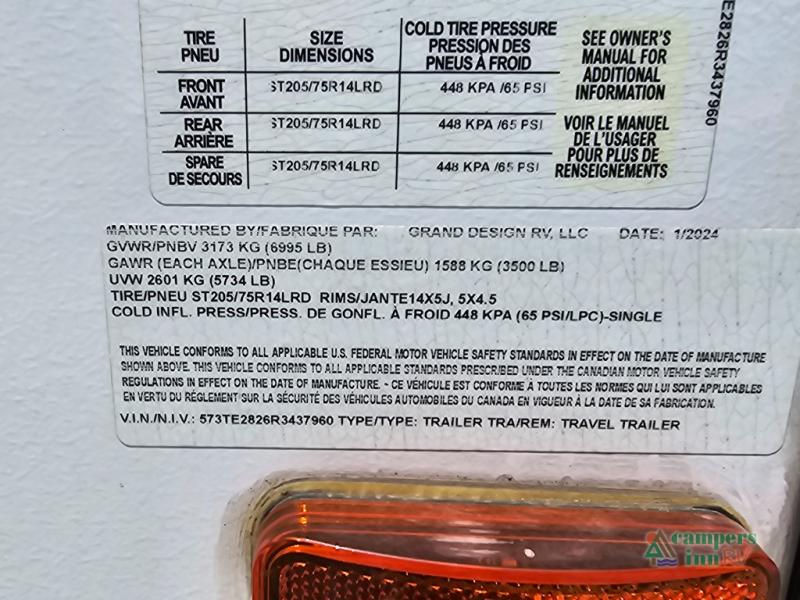 TIRE PNEU
SIZE DIMENSIONS
COLD TIRE PRESSURE PRESSION DES PNEUS À FROID
SEE OWNER'S
MANUAL FOR
ADDITIONAL
INFORMATION
FRONT AVANT ST205/75R14LRD 448 KPA /65 PSI
REAR ARRIÈRE ST205/75R14LRD 448 KPA /65 PSI
SPARE DE SECOURS ST205/75R14LRD 448 KPA /65 PSI
VOIR LE MANUEL
DE L'USAGER
POUR PLUS DE
RENSEIGNEMENTS
E2826R3437960
MANUFACTURED BY/FABRIQUE PAR: GRAND DESIGN RV, LLC DATE: 1/2024
GVWR/PNBV 3173 KG (6995 LB)
GAWR (EACH AXLE)/PNBE(CHAQUE ESSIEU) 1588 KG (3500 LB)
UVW 2601 KG (5734 LB)
TIRE/PNEU ST205/75R14LRD RIMS/JANTE14X5J, 5X4.5
COLD INFL. PRESS/PRESS. DE GONFL. À FROID 448 KPA (65 PSI/LPC)-SINGLE
THIS VEHICLE CONFORMS TO ALL APPLICABLE U.S. FEDERAL MOTOR VEHICLE SAFETY STANDARDS IN EFFECT ON THE DATE OF MANUFACTURE
SHOWN ABOVE. THIS VEHICLE CONFORMS TO ALL APPLICABLE STANDARDS PRESCRIBED UNDER THE CANADIAN MOTOR VEHICLE SAFETY
REGULATIONS IN EFFECT ON THE DATE OF MANUFACTURE. - CE VÉHICULE EST CONFORME À TOUTES LES NORMES QUI LUI SONT APPLICABLES
EN VERTU DU RÉGLEMENT SUR LA SÉCURITÉ DES VÉHICULES AUTOMOBILES DU CANADA EN VIGUEUR À LA DATE DE SA FABRICATION.
V.I.N./N.I.V.: 573TE2826R3437960 TYPE/TYPE: TRAILER TRA/REM: TRAVEL TRAILER
campers
inn RV